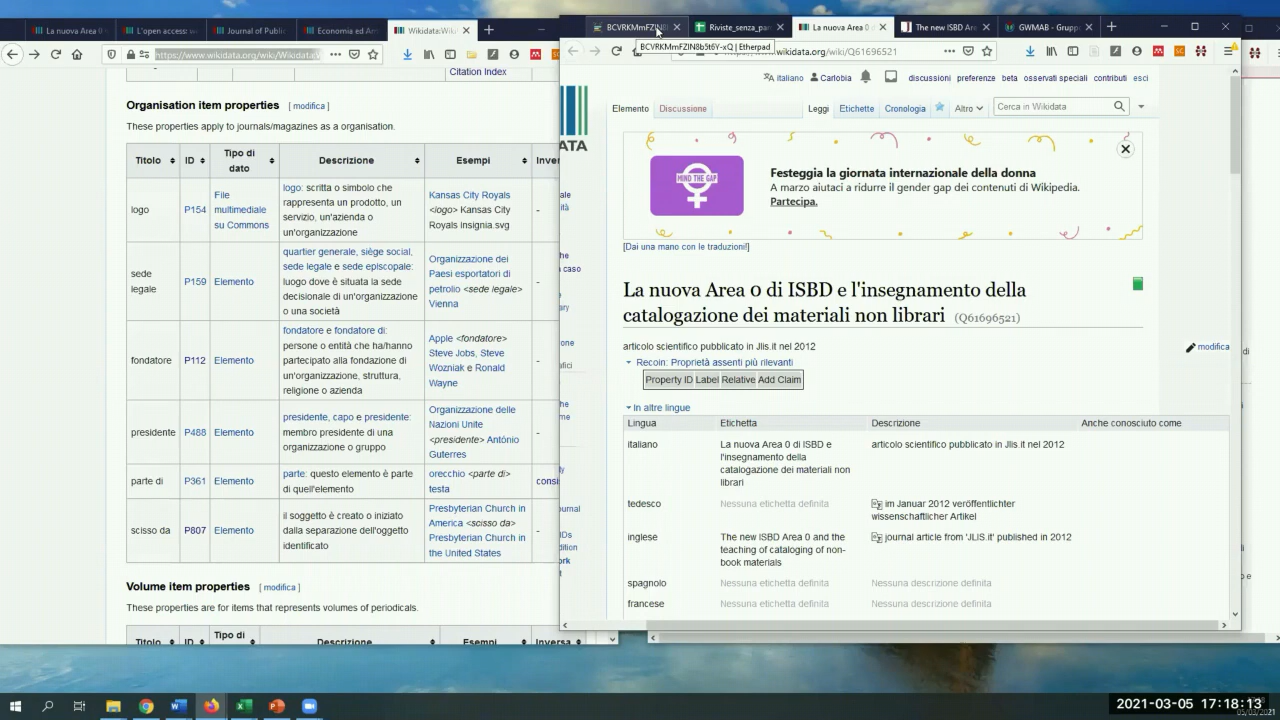 La nuova Area 0
L'open access: v
Journal of Publi
Economia ed Arm
Wikidata:Wiki
BCVRKMmFZIN8
Riviste_senza_pa
La nuova Area 0
The new ISBD Are
GWMAB - Gruppo
https://www.wikidata.org/wiki/Wikidata:v
BCVRKMmFZIN8b5t6Y-xQ | Etherpad
w.wikidata.org/wiki/Q61696521
Citation Index
Organisation item properties [ modifica ]
These properties apply to journals/magazines as a organisation.
Titolo ID Tipo di dato Descrizione Esempi Inver
logo P154 File multimediale su Commons
logo: scritta o simbolo che
rappresenta un prodotto, un
servizio, un'azienda o
un'organizzazione
Kansas City Royals
<logo> Kansas City
Royals insignia.svg
-
sede legale P159 Elemento
quartier generale, siège social,
sede legale e sede episcopale:
luogo dove è situata la sede
decisionale di un'organizzazione
o una società
Organizzazione dei
Paesi esportatori di
petrolio <sede legale>
Vienna
-
fondatore P112 Elemento
fondatore e fondatore di:
persone o entità che ha/hanno
partecipato alla fondazione di
un'organizzazione, struttura,
religione o azienda
Apple <fondatore>
Steve Jobs, Steve
Wozniak e Ronald
Wayne
-
presidente P488 Elemento
presidente, capo e presidente:
membro presidente di una
organizzazione o gruppo
Organizzazione delle
Nazioni Unite
<presidente> António
Guterres
-
parte di P361 Elemento
parte: questo elemento è parte
di quell'elemento
orecchio <parte di>
testa
consi
scisso da P807 Elemento
il soggetto è creato o iniziato
dalla separazione dell'oggetto
identificato
Presbyterian Church in
America <scisso da>
Presbyterian Church in
the United States
-
Volume item properties [ modifica ]
These properties are for items that represents volumes of periodicals.
Titolo ID Tipo di Descrizione Esempi Inversa
ATA
italiano Carlobia discussioni preferenze beta osservati speciali contributi esci
Elemento Discussione Leggi Etichette Cronologia Altro Cerca in Wikidata
MIND THE GAP
Festeggia la giornata internazionale della donna
A marzo aiutaci a ridurre il gender gap dei contenuti di Wikipedia.
Partecipa.
[Dai una mano con le traduzioni!]
La nuova Area 0 di ISBD e l'insegnamento della
catalogazione dei materiali non librari (Q61696521)
articolo scientifico pubblicato in Jlis.it nel 2012
modifica
Recoin: Proprietà assenti più rilevanti
Property ID Label Relative Add Claim
In altre lingue
Lingua Etichetta Descrizione Anche conosciuto come
italiano
La nuova Area 0 di ISBD e
l'insegnamento della
catalogazione dei materiali non
librari
articolo scientifico pubblicato in Jlis.it nel 2012
tedesco
Nessuna etichetta definita
im Januar 2012 veröffentlichter
wissenschaftlicher Artikel
inglese
The new ISBD Area 0 and the
teaching of cataloging of non-
book materials
journal article from 'JLIS.it' published in 2012
spagnolo Nessuna etichetta definita Nessuna descrizione definita
francese Nessuna etichetta definita Nessuna descrizione definita
2021-03-05 17:18:13
05/03/2021